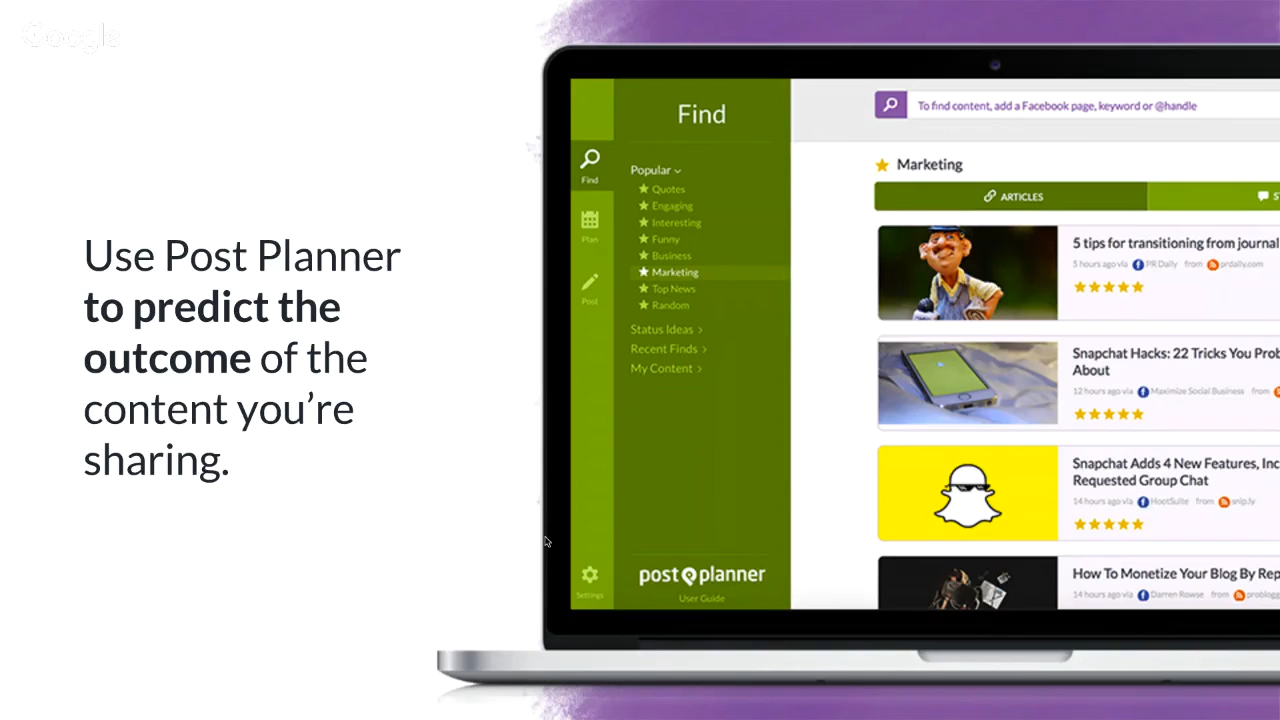 Google
Use Post Planner
to predict the
outcome of the
content you're
sharing.
Find
Plan
Post
Settings
Find
Popular
Quotes
Engaging
Interesting
Funny
Business
Marketing
Top News
Random
Status Ideas >
Recent Finds >
My Content >
post planner
User Guide
To find content, add a Facebook page, keyword or @handle
Marketing
ARTICLES
5 tips for transitioning from journal
5 hours ago via PR Daily from prdaily.com
Snapchat Hacks: 22 Tricks You Prob
About
12 hours ago via Maximize Social Business from
Snapchat Adds 4 New Features, Inc
Requested Group Chat
14 hours ago via HootSuite from snip.ly
How To Monetize Your Blog By Rep
14 hours ago via Darren Rowse from problogg